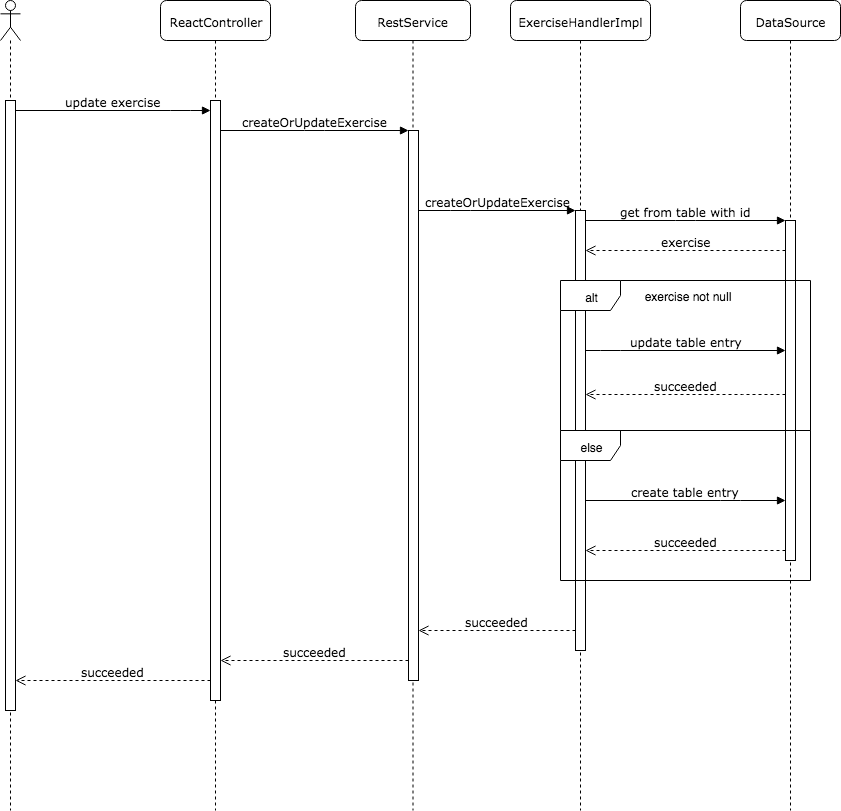 ReactController
RestService
ExerciseHandlerImpl
DataSource
update exercise
createOrUpdateExercise
createOrUpdateExercise
get from table with id
exercise
alt
exercise not null
update table entry
succeeded
else
create table entry
succeeded
succeeded
succeeded
succeeded